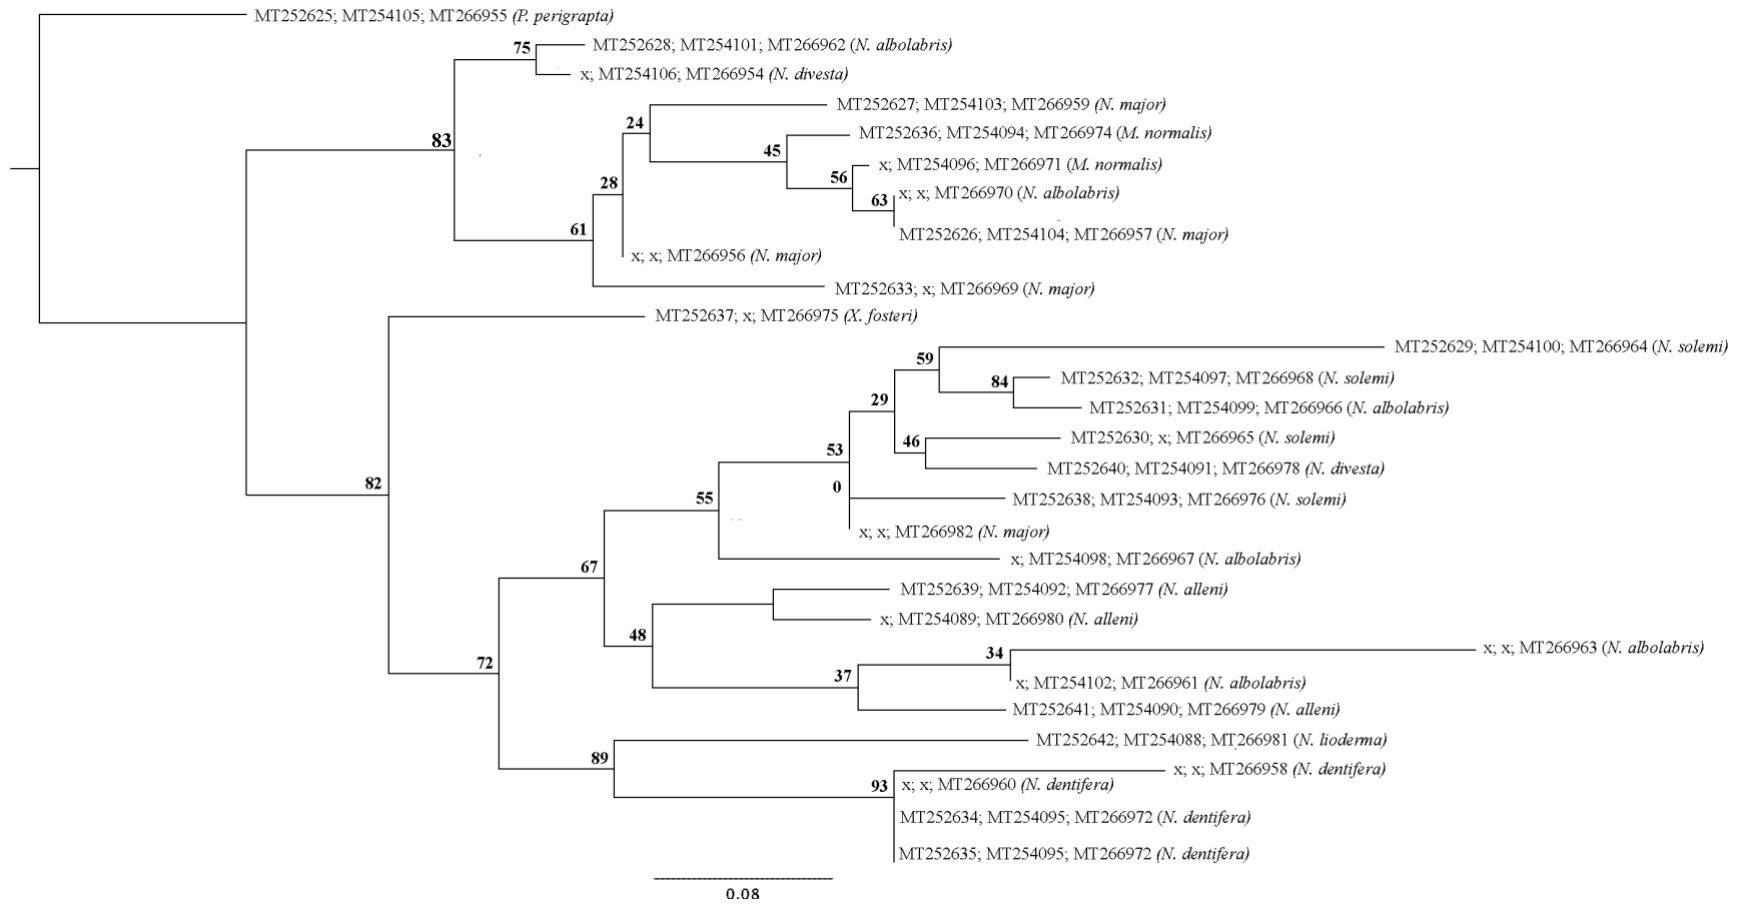 MT252625; MT254105; MT266955 (P. perigrapta)
75 MT252628; MT254101; MT266962 (N. albolabris)
x; MT254106; MT266954 (N. divesta)
MT252627; MT254103; MT266959 (N. major)
24
MT252636; MT254094; MT266974 (M. normalis)
83
45
x; MT254096; MT266971 (M. normalis)
56
28
x; x; MT266970 (N. albolabris)
63
61
MT252626; MT254104; MT266957 (N. major)
x; x; MT266956 (N. major)
MT252633; x; MT266969 (N. major)
MT252637; x; MT266975 (X. fosteri)
MT252629; MT254100; MT266964 (N. solemi)
59
84 MT252632; MT254097; MT266968 (N. solemi)
29
MT252631; MT254099; MT266966 (N. albolabris)
46 MT252630; x; MT266965 (N. solemi)
53
MT252640; MT254091; MT266978 (N. divesta)
82
0
55 MT252638; MT254093; MT266976 (N. solemi)
x; x; MT266982 (N. major)
x; MT254098; MT266967 (N. albolabris)
67
MT252639; MT254092; MT266977 (N. alleni)
x; MT254089; MT266980 (N. alleni)
48
34 x; x; MT266963 (N. albolabris)
72
37
x; MT254102; MT266961 (N. albolabris)
MT252641; MT254090; MT266979 (N. alleni)
MT252642; MT254088; MT266981 (N. lioderma)
89
x; x; MT266958 (N. dentifera)
93 x; x; MT266960 (N. dentifera)
MT252634; MT254095; MT266972 (N. dentifera)
MT252635; MT254095; MT266972 (N. dentifera)
0.08